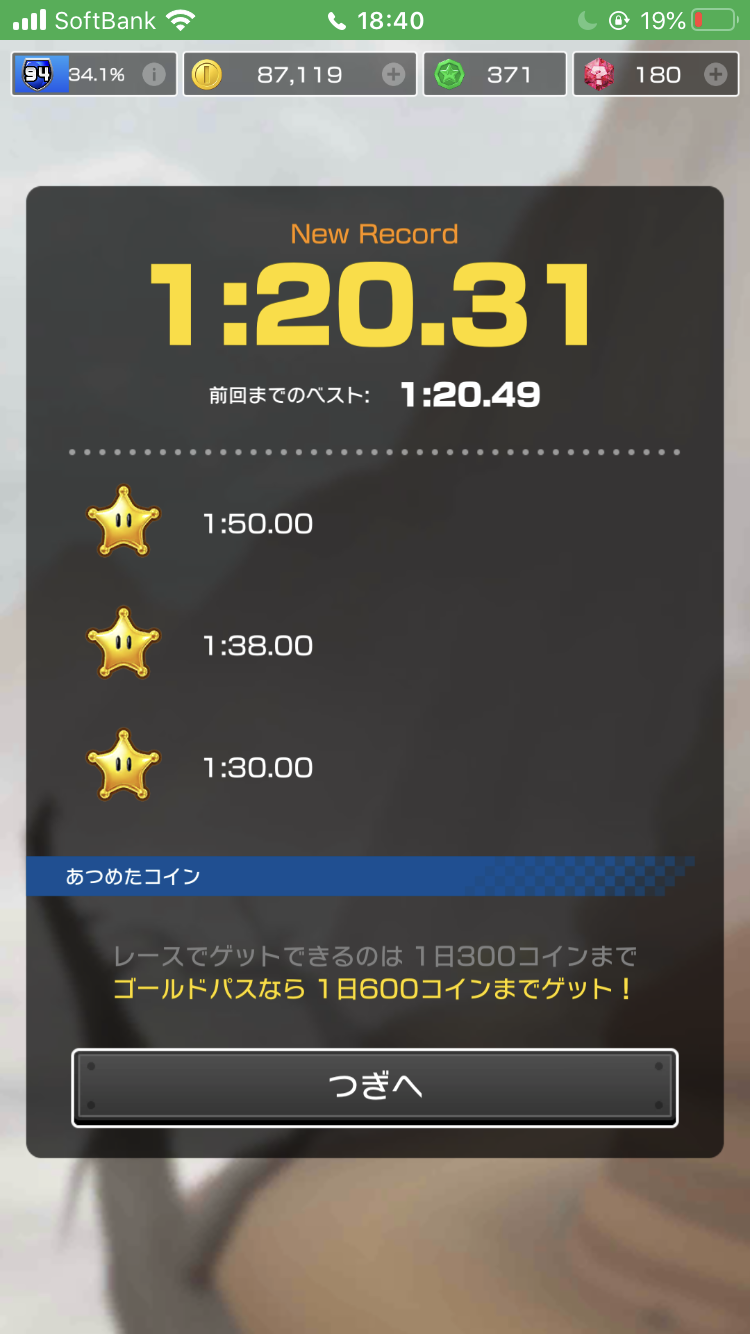 SoftBank 18:40 19%
94 34.1% 87,119 371 180
New Record
1:20.31
前回までのベスト: 1:20.49
1:50.00
1:38.00
1:30.00
あつめたコイン
レースでゲットできるのは 1日300コインまで
ゴールドパスなら 1日600コインまでゲット!
つぎへ